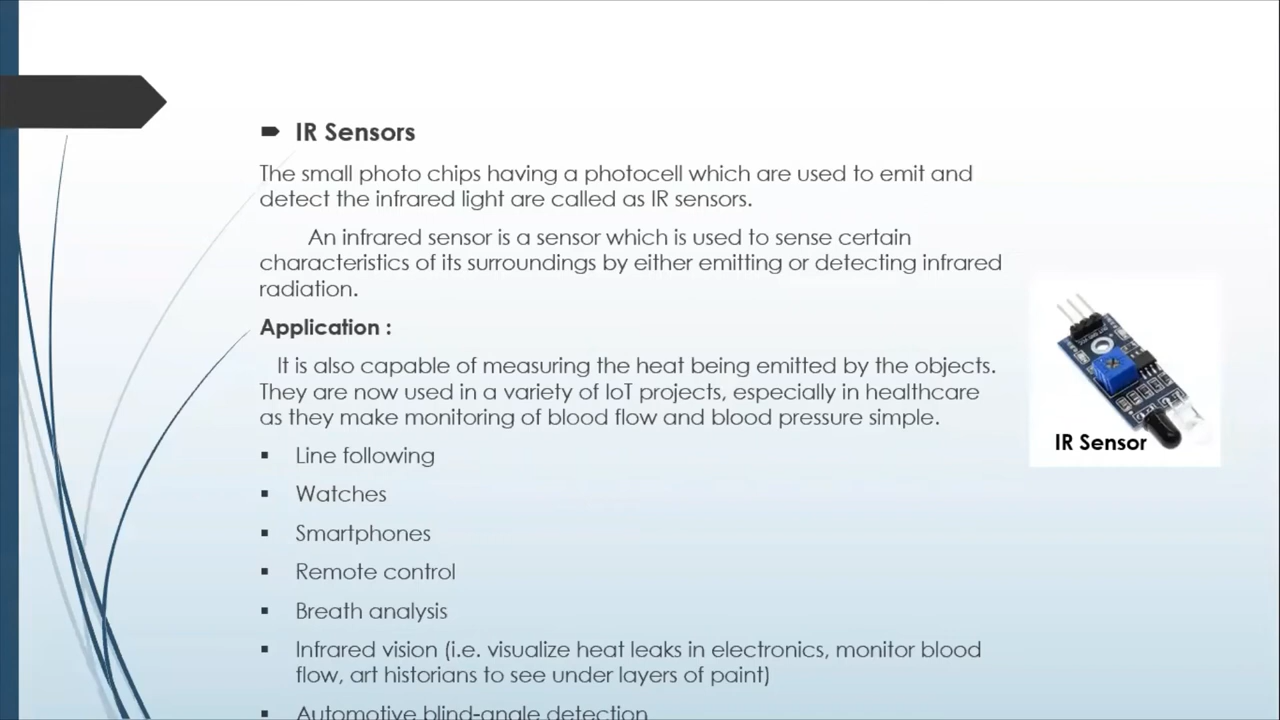 IR Sensors
The small photo chips having a photocell which are used to emit and
detect the infrared light are called as IR sensors.
An infrared sensor is a sensor which is used to sense certain
characteristics of its surroundings by either emitting or detecting infrared
radiation.
Application :
It is also capable of measuring the heat being emitted by the objects.
They are now used in a variety of IoT projects, especially in healthcare
as they make monitoring of blood flow and blood pressure simple.
Line following
Watches
Smartphones
Remote control
Breath analysis
Infrared vision (i.e. visualize heat leaks in electronics, monitor blood
flow, art historians to see under layers of paint)
Automotive blind-angle detection
IR Sensor